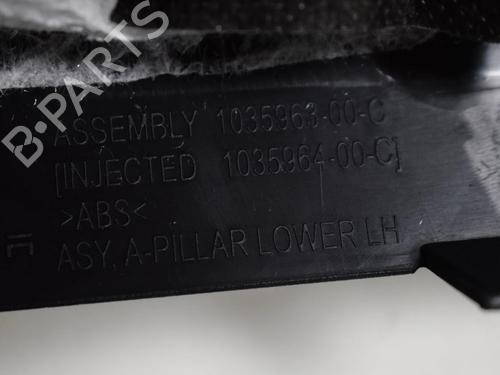 B-PARTS
ASSEMBLY 1035963-00-C
[INJECTED 1035964-00-C]
>ABS<
ASY, A-PILLAR LOWER LH